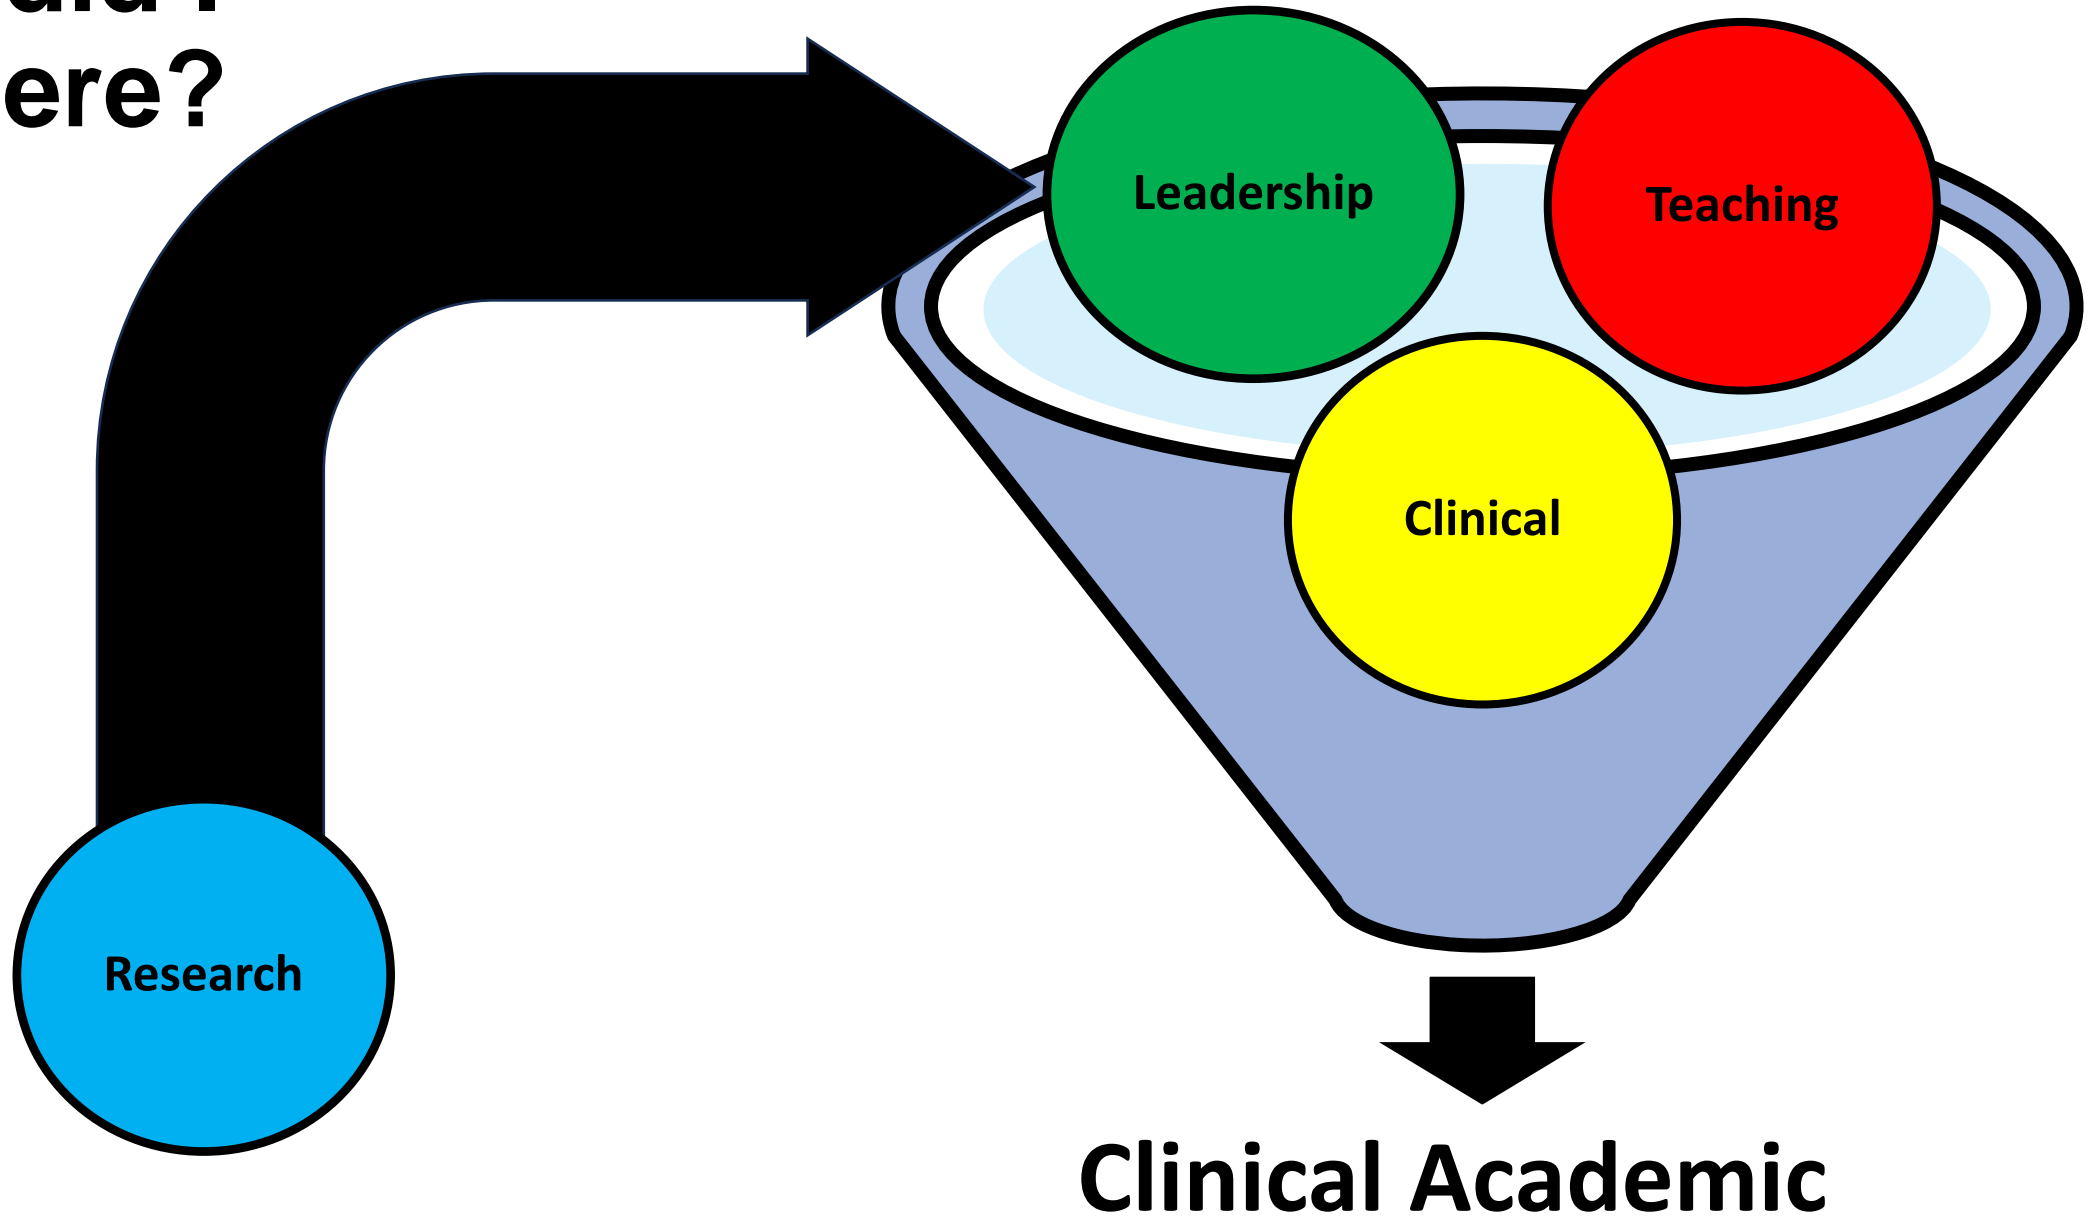 ere?
Leadership
Teaching
Clinical
Research
Clinical Academic